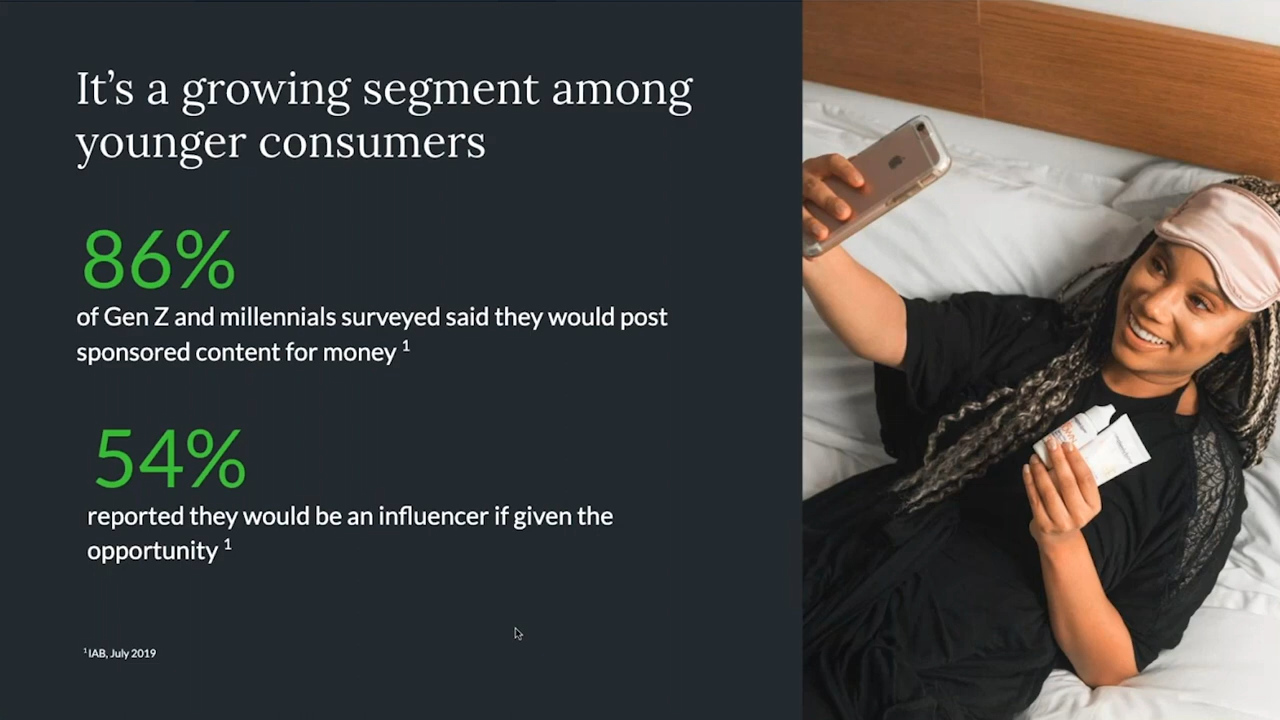 It’s a growing segment among
younger consumers
86%
of Gen Z and millennials surveyed said they would post
sponsored content for money ¹
54%
reported they would be an influencer if given the
opportunity ¹
¹ IAB, July 2019